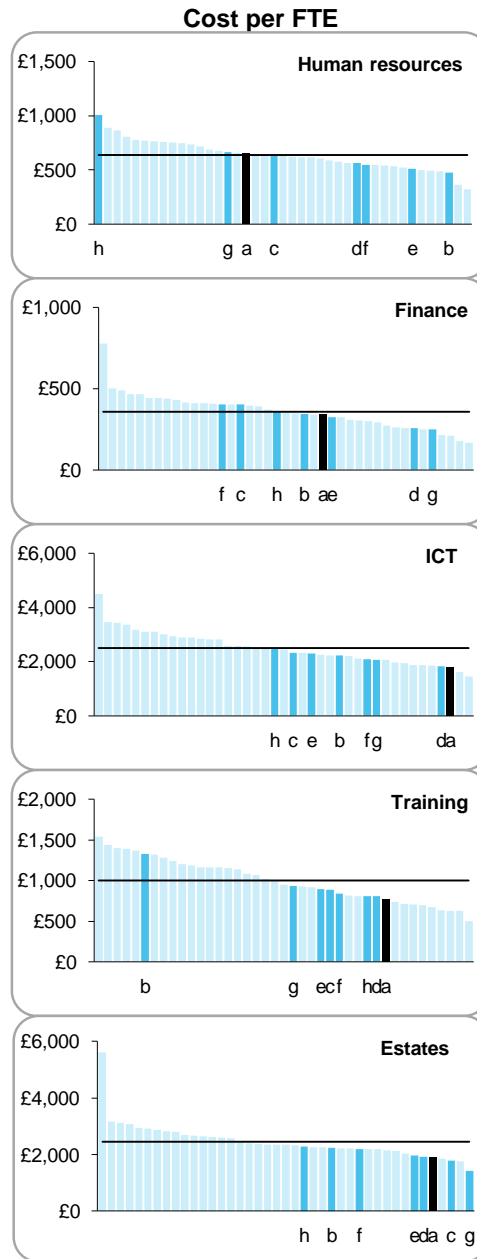 Cost per FTE
Human resources
£1,500
£1,000
£500
£0
h g a c df e b
Finance
£1,000
£500
£0
f c h b ae d g
ICT
£6,000
£4,000
£2,000
£0
h c e b fg da
Training
£2,000
£1,500
£1,000
£500
£0
b g ecf hda
Estates
£6,000
£4,000
£2,000
£0
h b f eda c g